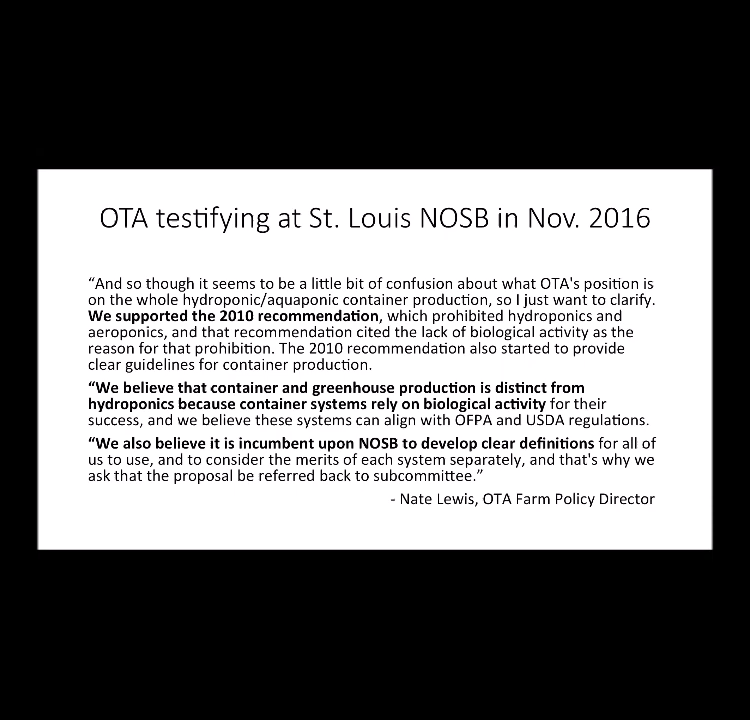 OTA testifying at St. Louis NOSB in Nov. 2016
“And so though it seems to be a little bit of confusion about what OTA's position is
on the whole hydroponic/aquaponic container production, so I just want to clarify.
We supported the 2010 recommendation, which prohibited hydroponics and
aeroponics, and that recommendation cited the lack of biological activity as the
reason for that prohibition. The 2010 recommendation also started to provide
clear guidelines for container production.
“We believe that container and greenhouse production is distinct from
hydroponics because container systems rely on biological activity for their
success, and we believe these systems can align with OFPA and USDA regulations.
“We also believe it is incumbent upon NOSB to develop clear definitions for all of
us to use, and to consider the merits of each system separately, and that's why we
ask that the proposal be referred back to subcommittee.”
- Nate Lewis, OTA Farm Policy Director